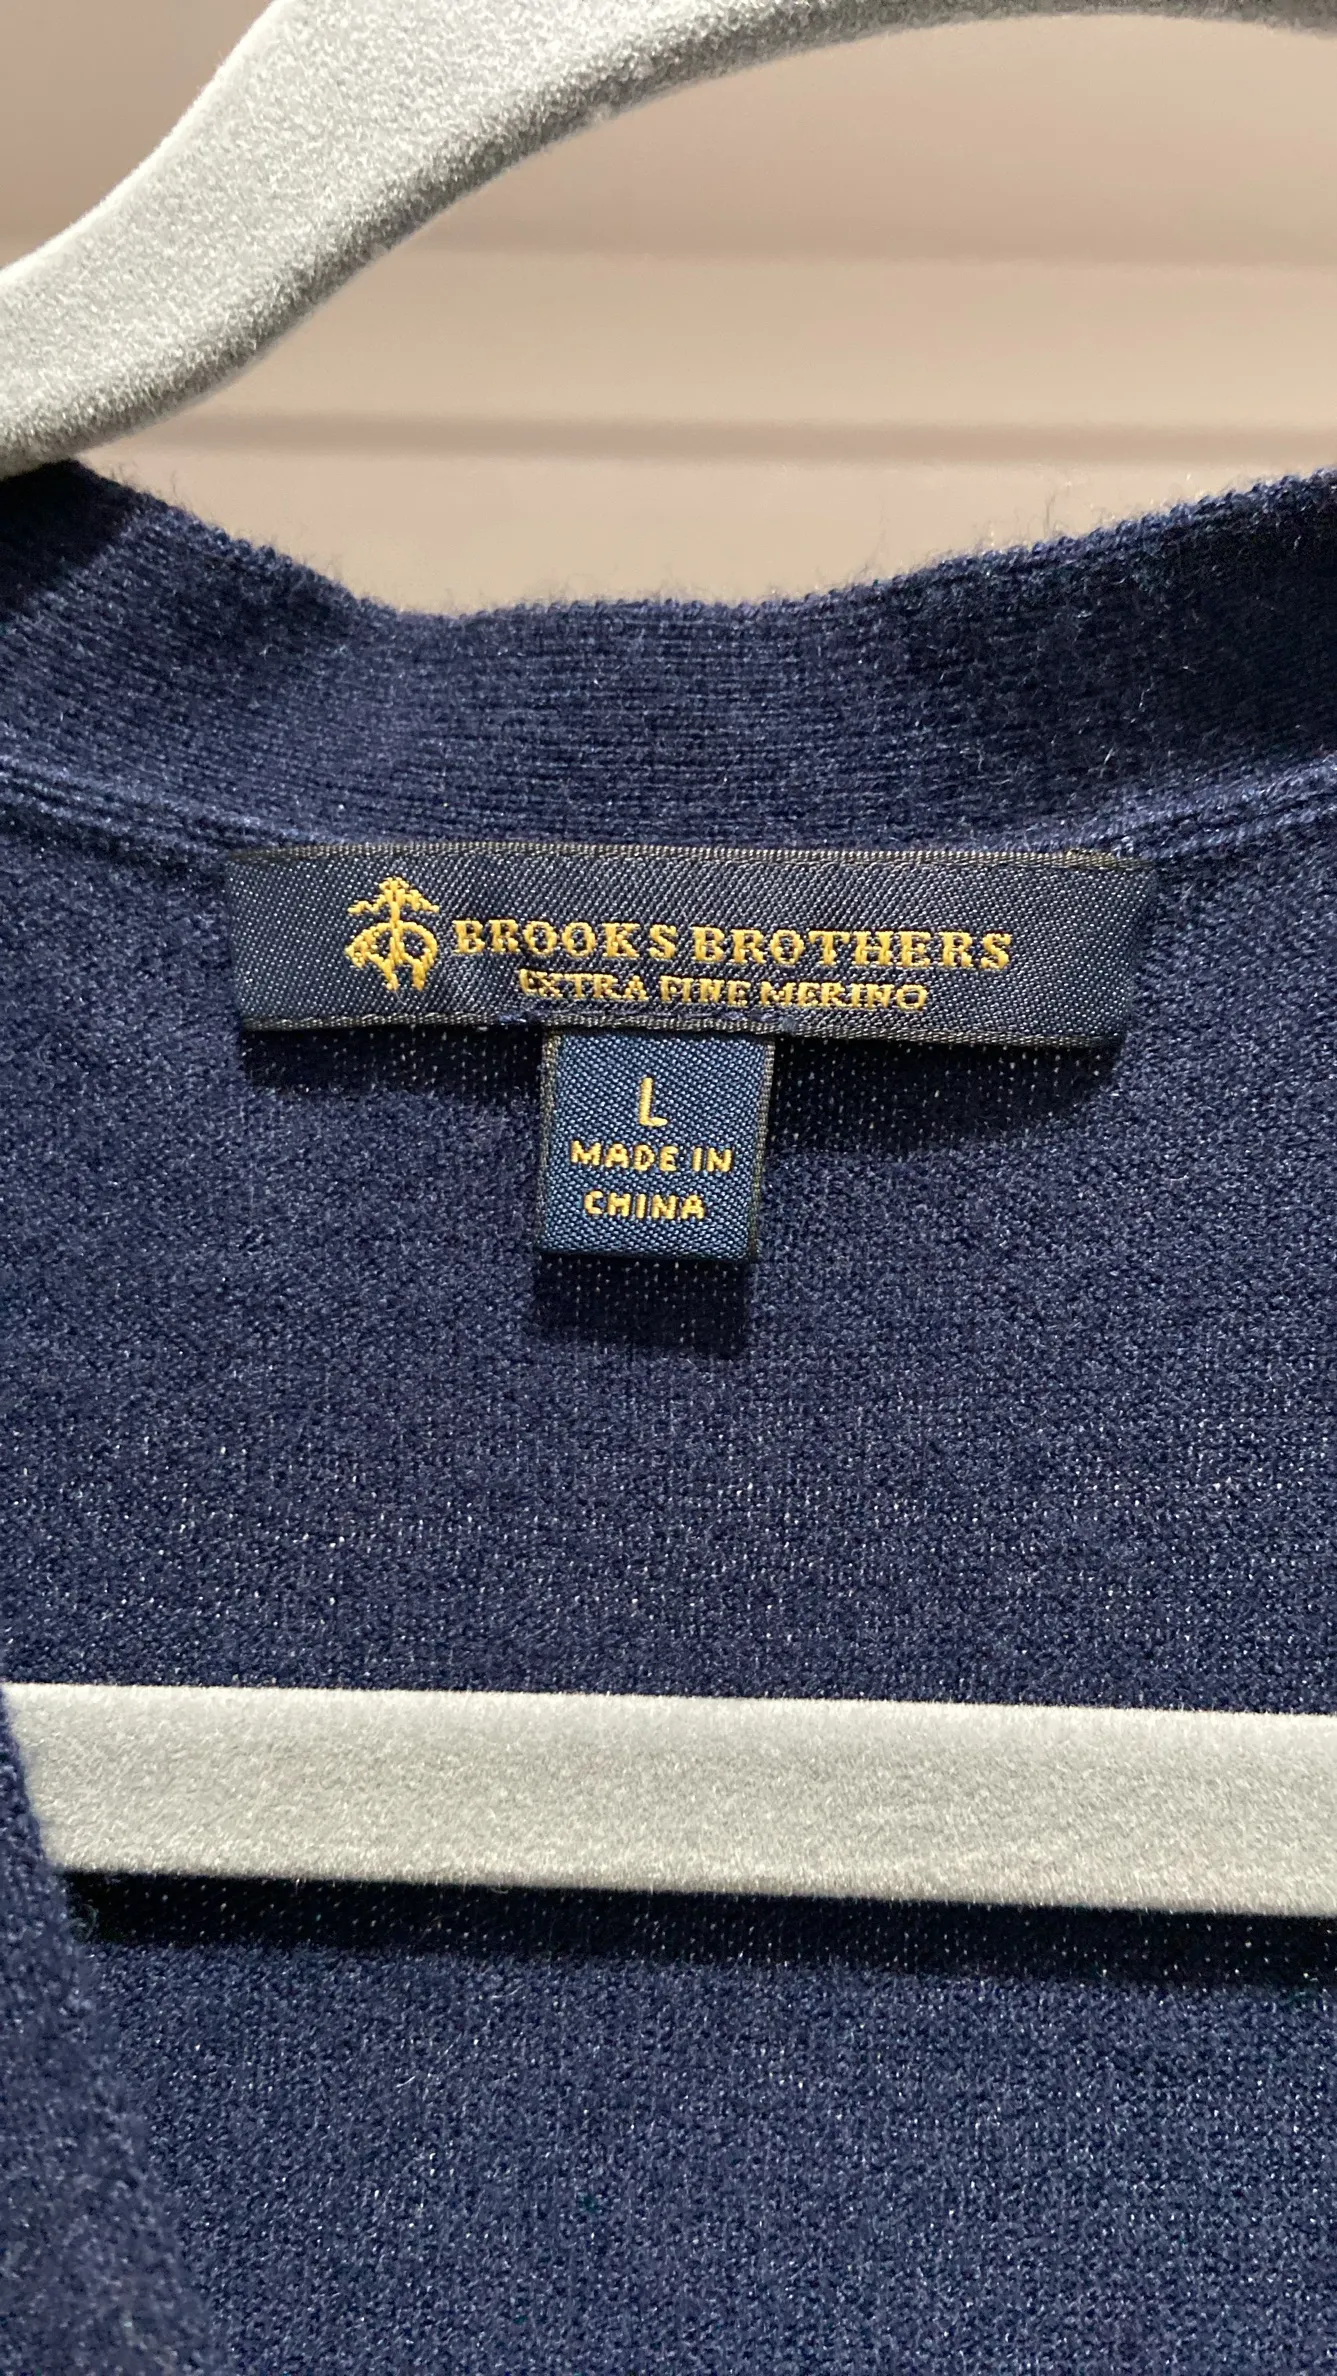 BROOKS BROTHERS
EXTRA FINE MERINO
L
MADE IN
CHINA